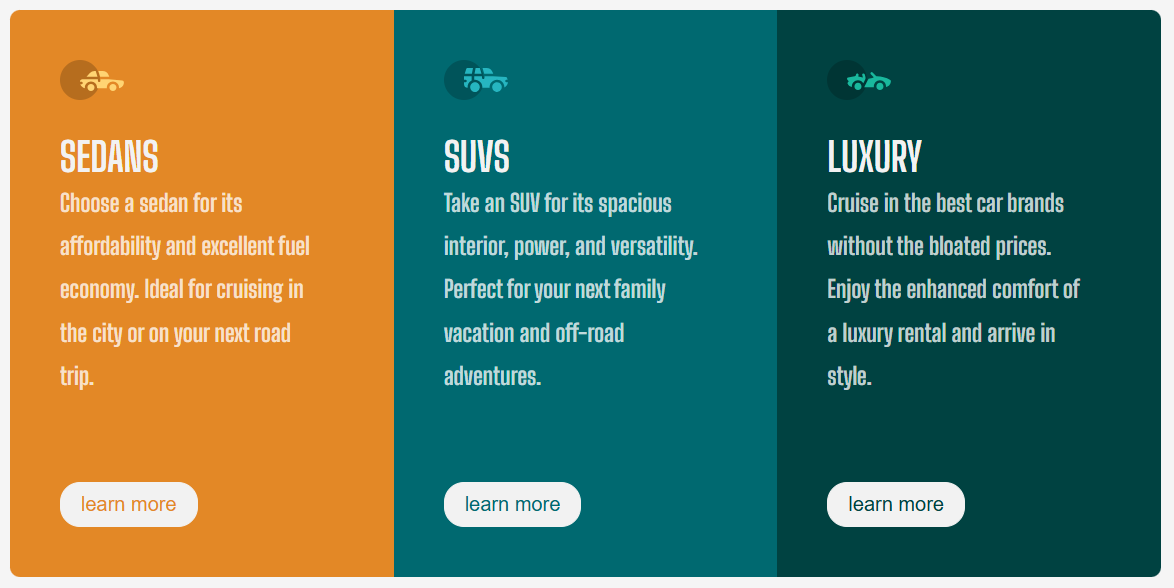 SEDANS
Choose a sedan for its
affordability and excellent fuel
economy. Ideal for cruising in
the city or on your next road
trip.
learn more
SUVS
Take an SUV for its spacious
interior, power, and versatility.
Perfect for your next family
vacation and off-road
adventures.
learn more
LUXURY
Cruise in the best car brands
without the bloated prices.
Enjoy the enhanced comfort of
a luxury rental and arrive in
style.
learn more